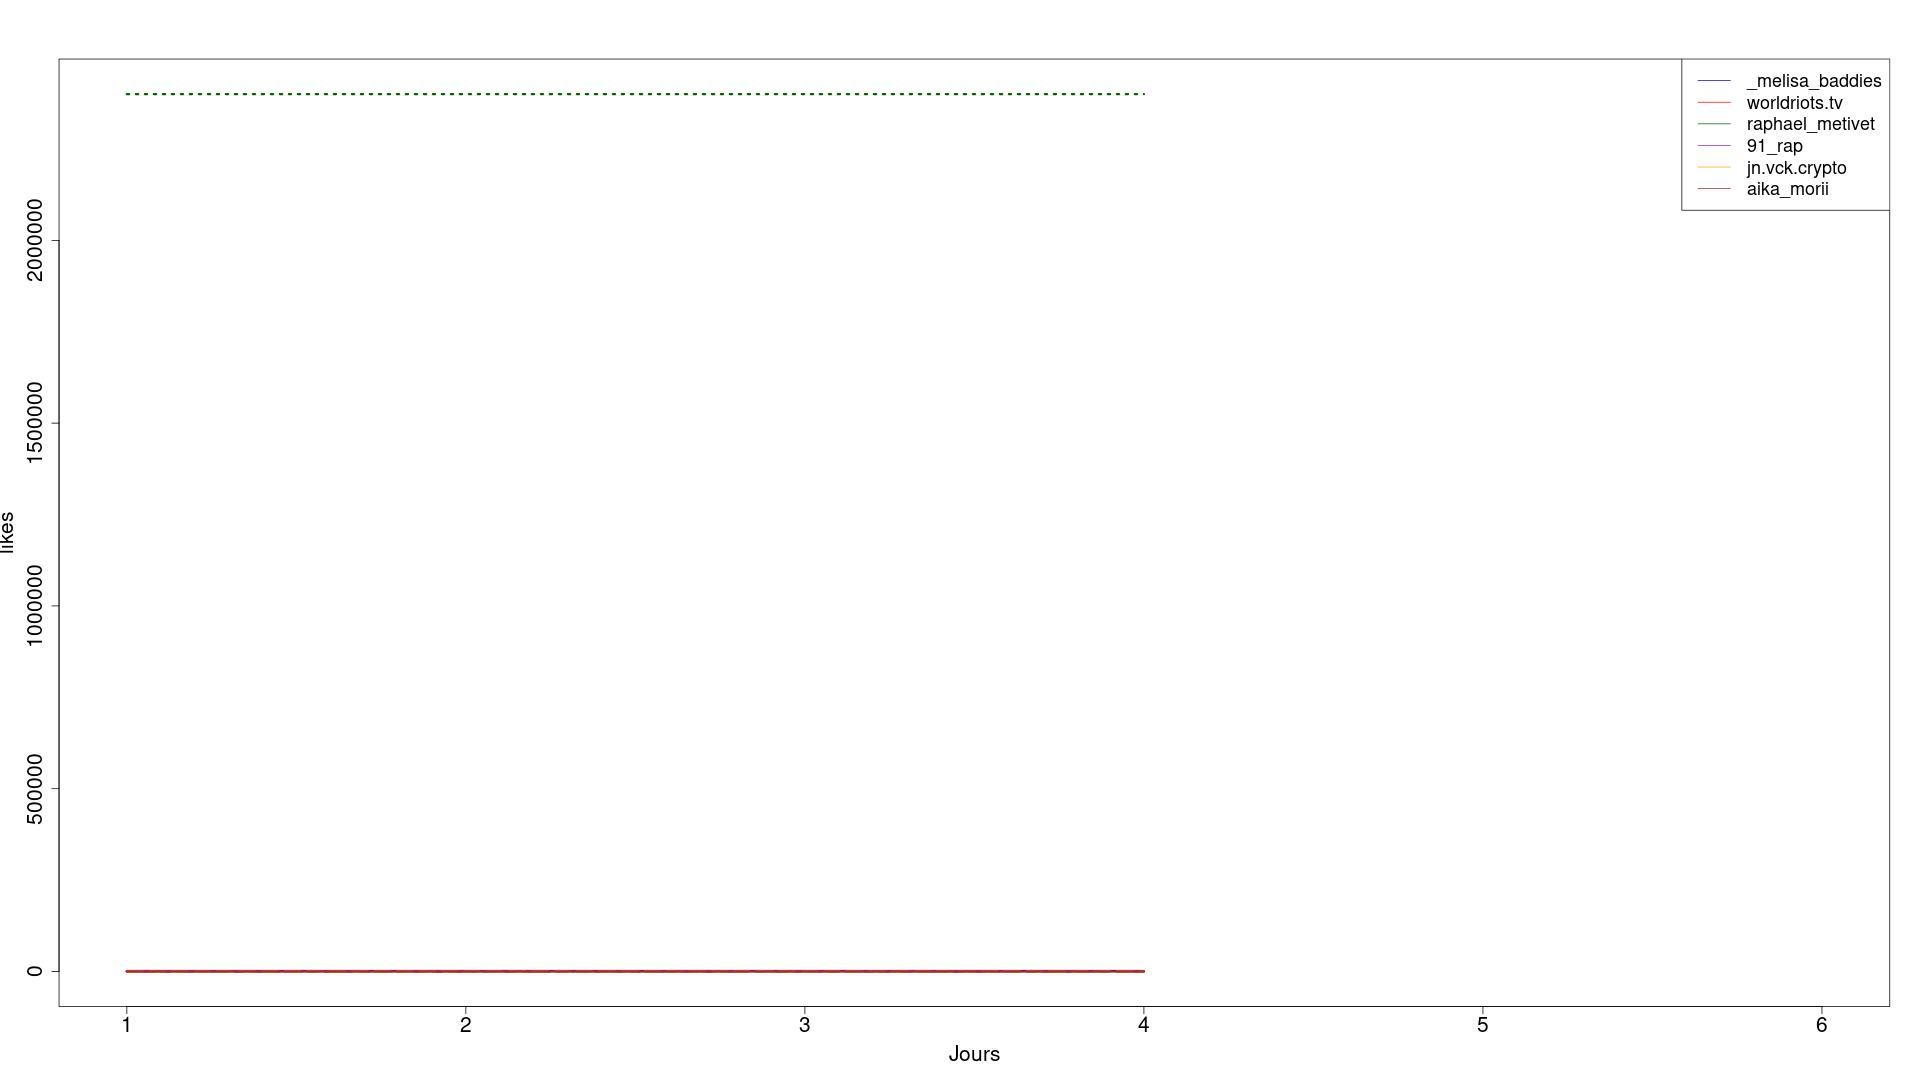 _melisa_baddies
worldriots.tv
raphael_metivet
91_rap
jn.vck.crypto
aika_morii
likes
2000000
1500000
1000000
500000
0
1 2 3 4 5 6
Jours